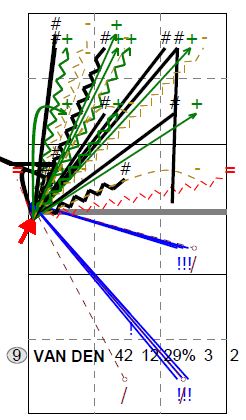 # - +
# + # + + # # + -
+ # + - # +
#
= # - =
!!! /
!
9 VAN DEN 42 12 29% 3 2
/ !!! /